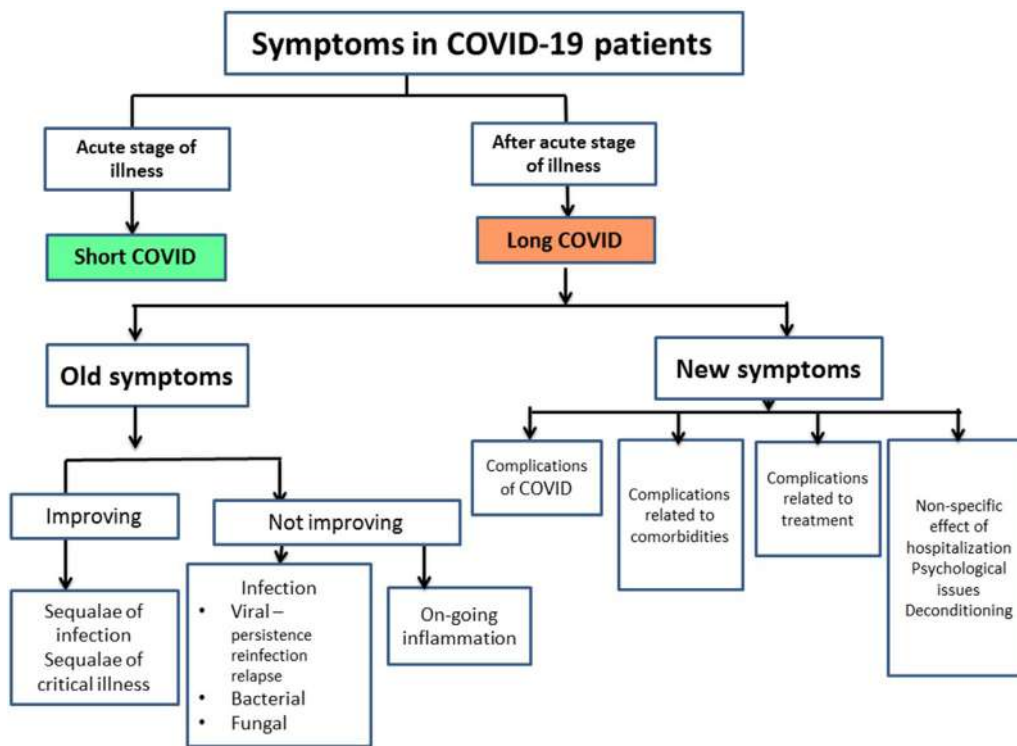 Symptoms in COVID-19 patients
Acute stage of
illness
After acute stage
of illness
Short COVID
Long COVID
Old symptoms
New symptoms
Improving
Not improving
Complications
of COVID
Complications
related to
comorbidities
Complications
related to
treatment
Non-specific
effect of
hospitalization
Psychological
issues
Deconditioning
Sequalae of
infection
Sequalae of
critical illness
Infection
• Viral –
persistence
reinfection
relapse
• Bacterial
• Fungal
On-going
inflammation